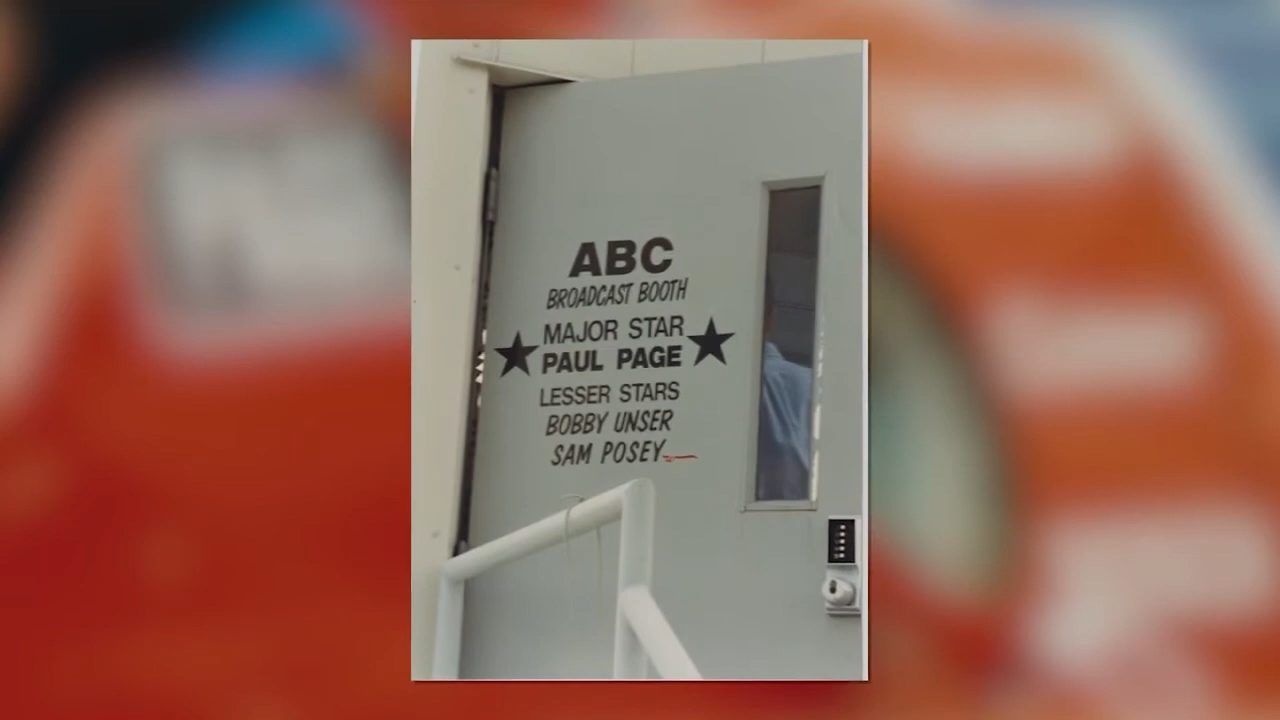 ABC
BROADCAST BOOTH
MAJOR STAR
PAUL PAGE
LESSER STARS
BOBBY UNSER
SAM POSEY